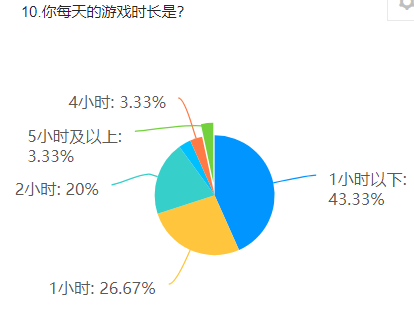 10.你每天的游戏时长是?
4小时: 3.33%
5小时及以上:
3.33%
2小时: 20%
1小时以下:
43.33%
1小时: 26.67%